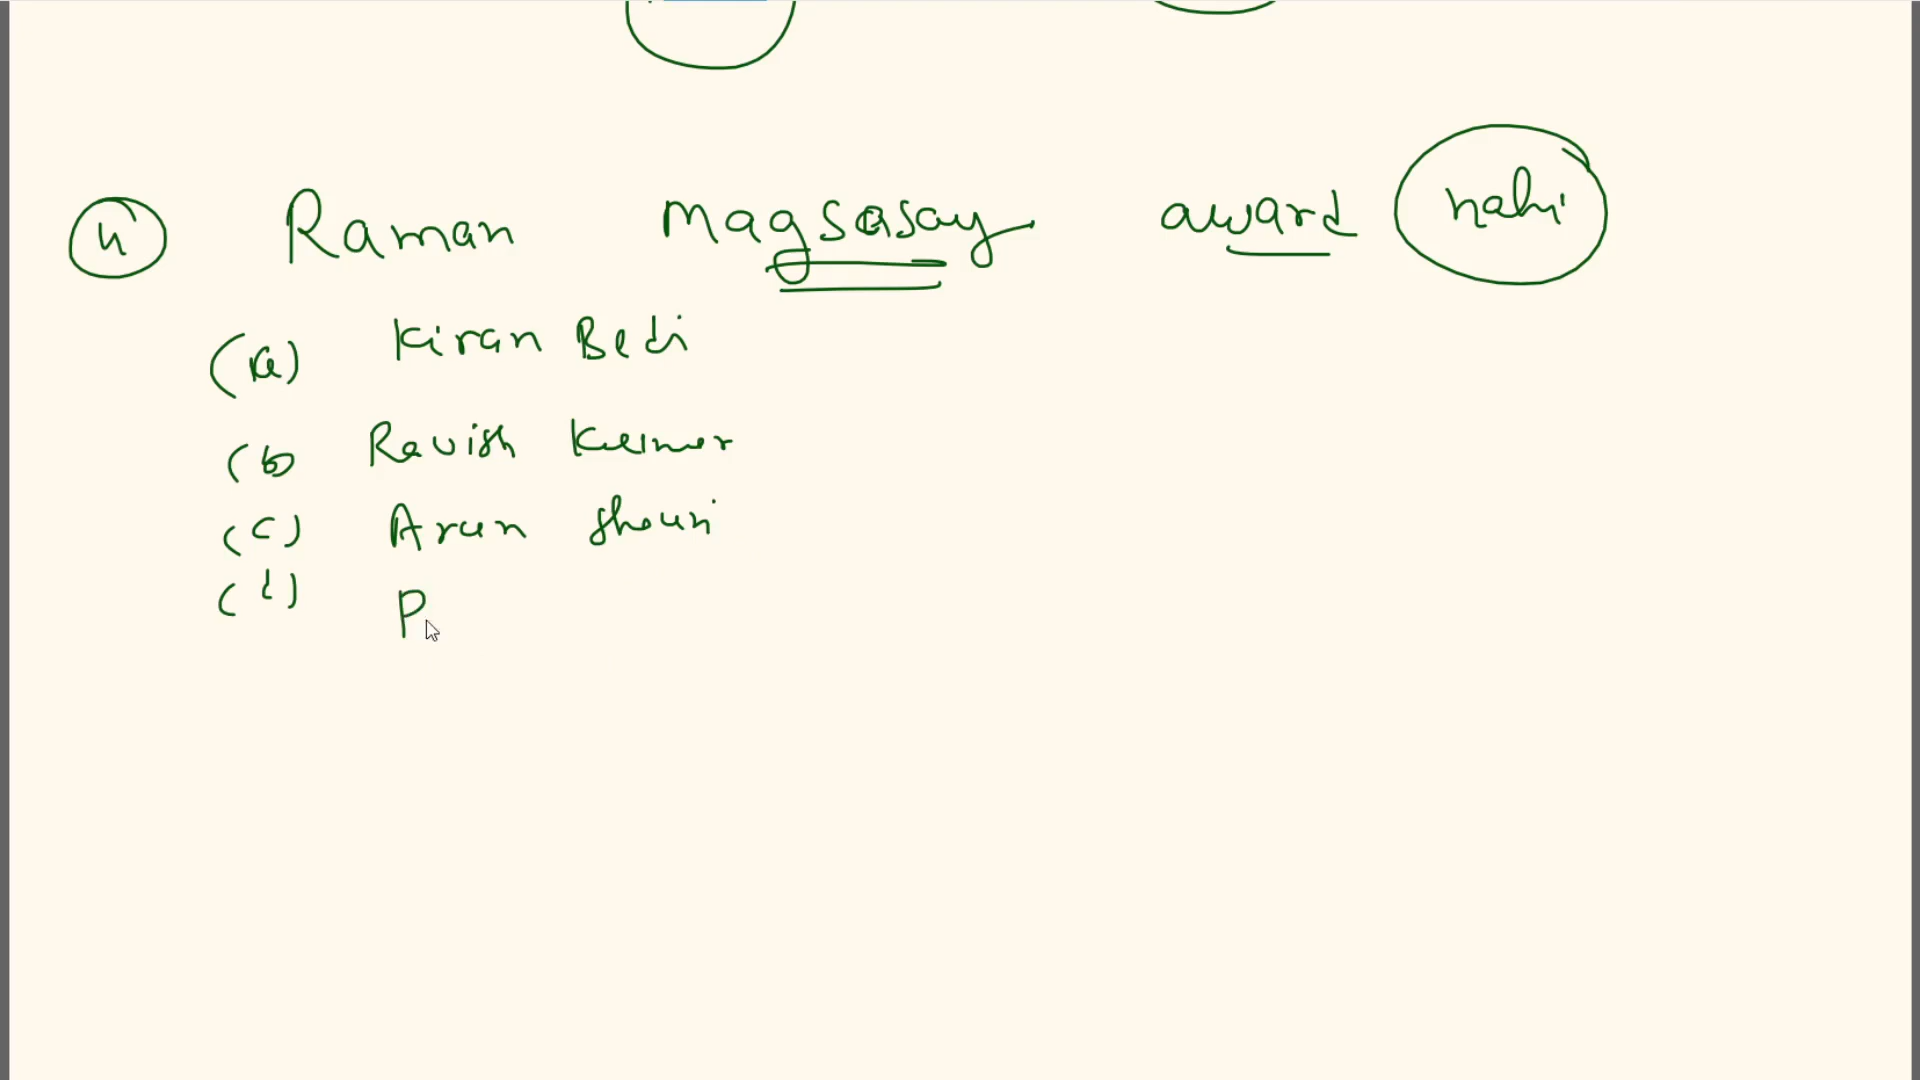 4 Raman Magsasay award nahi
(a) Kiran Bedi
(b) Ravish Kumar
(c) Arun Shouri
(d) P